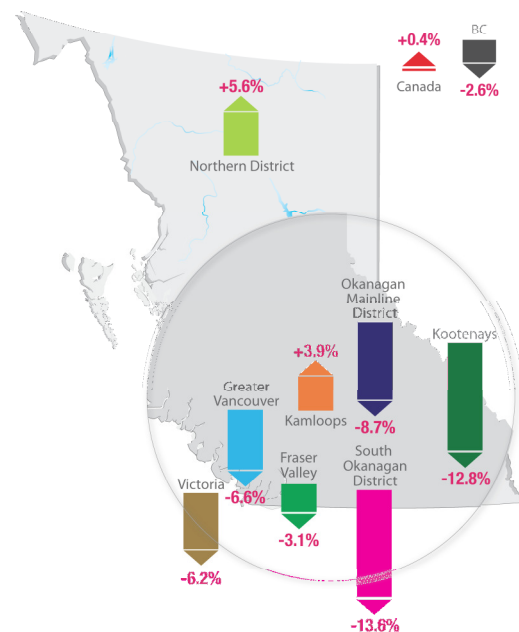 BC
+0.4%
Canada
-2.6%
+5.6%
Northern District
Okanagan
Mainline
District
Kootenays
+3.9%
Kamloops
Greater
Vancouver
-8.7%
-12.8%
South
Okanagan
District
Fraser
Valley
Victoria
-6.6%
-3.1%
-6.2%
-13.6%